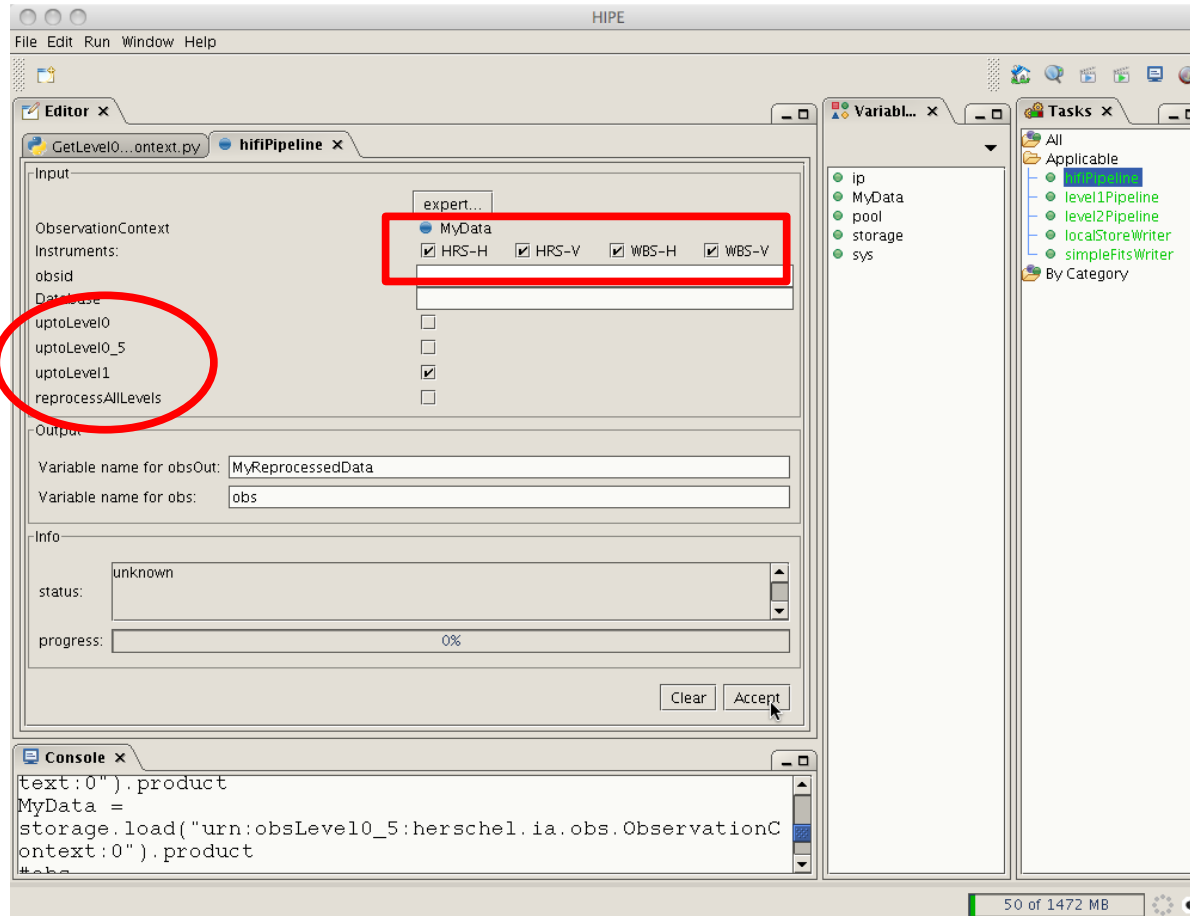 HIPE
File Edit Run Window Help
Editor
Variabl...
Tasks
GetLevel0...ontext.py
hifiPipeline
Input
expert...
ObservationContext
MyData
Instruments:
HRS-H HRS-V WBS-H WBS-V
obsid
Database
uptoLevel0
uptoLevel0_5
uptoLevel1
reprocessAllLevels
Output
Variable name for obsOut: MyReprocessedData
Variable name for obs: obs
Info
status: unknown
progress: 0%
Clear Accept
ip
MyData
pool
storage
sys
All
Applicable
hifiPipeline
level1Pipeline
level2Pipeline
localStoreWriter
simpleFitsWriter
By Category
Console
text:0").product
MyData =
storage.load("urn:obsLevel0_5:herschel.ia.obs.ObservationC
ontext:0").product
#obs
50 of 1472 MB